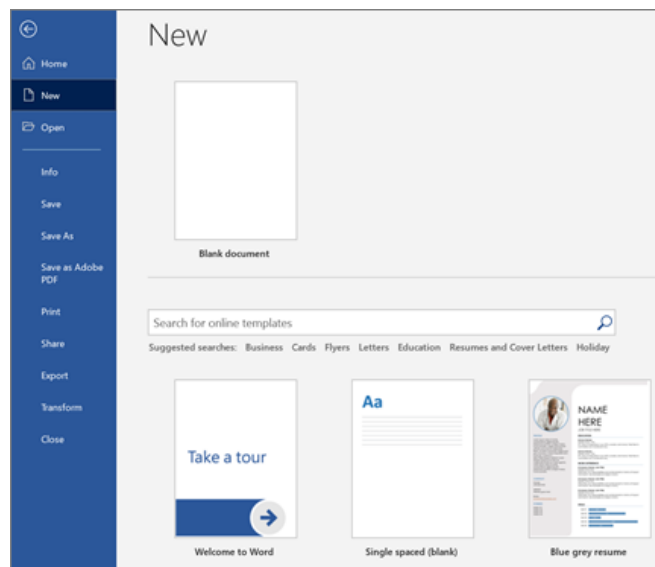 New
Home
New
Open
Info
Save
Save As
Save as Adobe
PDF
Print
Share
Export
Transform
Close
Blank document
Search for online templates
Suggested searches: Business Cards Flyers Letters Education Resumes and Cover Letters Holiday
Take a tour
Welcome to Word
Aa
Single spaced (blank)
NAME
HERE
Blue grey resume